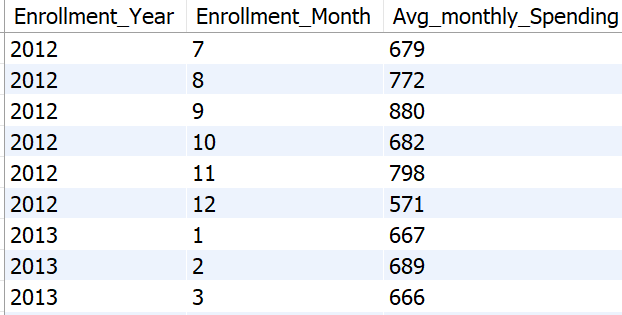 Enrollment_Year Enrollment_Month Avg_monthly_Spending
2012 7 679
2012 8 772
2012 9 880
2012 10 682
2012 11 798
2012 12 571
2013 1 667
2013 2 689
2013 3 666